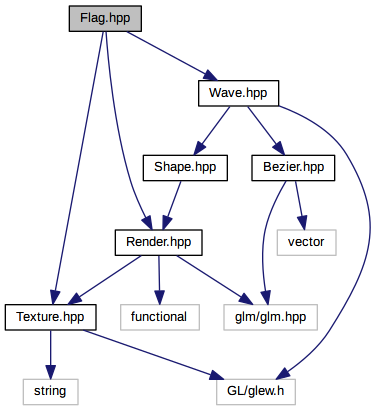 Flag.hpp
Wave.hpp
Shape.hpp
Bezier.hpp
Render.hpp
vector
Texture.hpp
functional
glm/glm.hpp
string
GL/glew.h